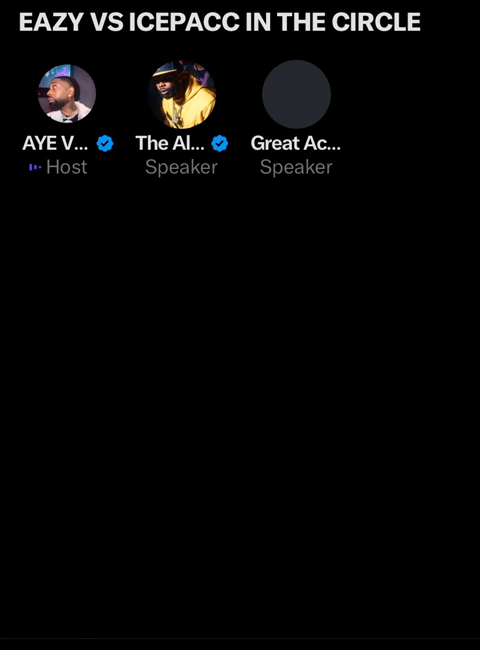 EAZY VS ICEPACC IN THE CIRCLE
AYE V... The Al... Great Ac...
Host Speaker Speaker